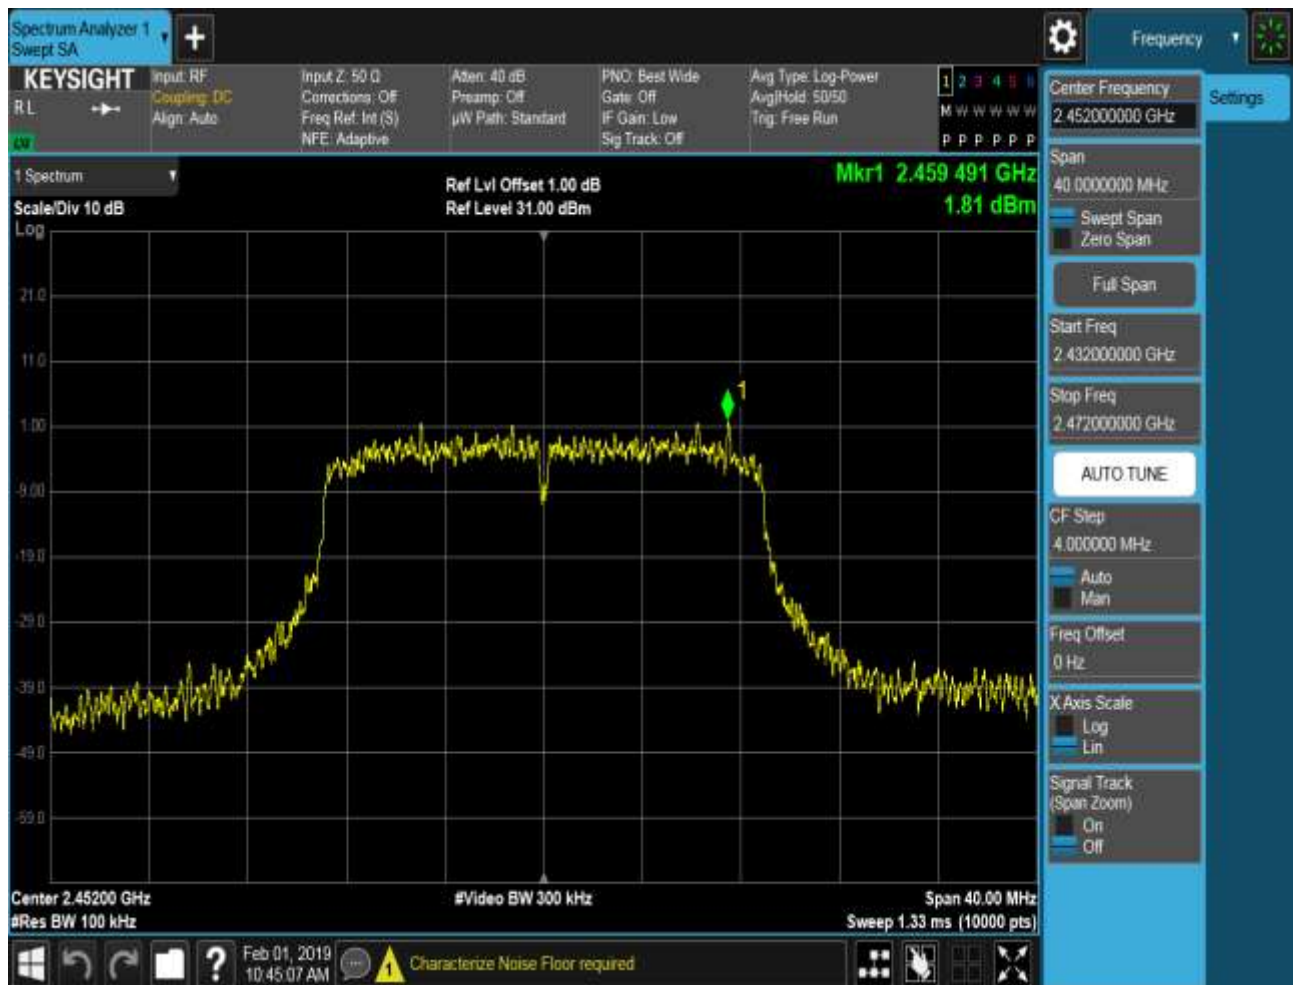 Spectrum Analyzer 1
Swept SA
Frequency
KEYSIGHT
RL
Input: RF
Coupling: DC
Align: Auto
Input Z: 50 Ω
Corrections: Off
Freq Ref: Int (S)
NFE: Adaptive
Atten: 40 dB
Preamp: Off
µW Path: Standard
PNO: Best Wide
Gate: Off
IF Gain: Low
Sig Track: Off
Avg Type: Log-Power
Avg|Hold: 50/50
Trig: Free Run
1 2 3 4 5 6
M W W W W W
P P P P P P
1 Spectrum
Scale/Div 10 dB
Log
Ref Lvl Offset 1.00 dB
Ref Level 31.00 dBm
Mkr1 2.459 491 GHz
1.81 dBm
21.0
11.0
1.00
-9.00
-19.0
-29.0
-39.0
-49.0
-59.0
1
Center 2.45200 GHz
#Res BW 100 kHz
#Video BW 300 kHz
Span 40.00 MHz
Sweep 1.33 ms (10000 pts)
Feb 01, 2019
10:45:07 AM
?
1
Characterize Noise Floor required
Center Frequency
2.452000000 GHz
Settings
Span
40.0000000 MHz
Swept Span
Zero Span
Full Span
Start Freq
2.432000000 GHz
Stop Freq
2.472000000 GHz
AUTO TUNE
CF Step
4.000000 MHz
Auto
Man
Freq Offset
0 Hz
X Axis Scale
Log
Lin
Signal Track
(Span Zoom)
On
Off